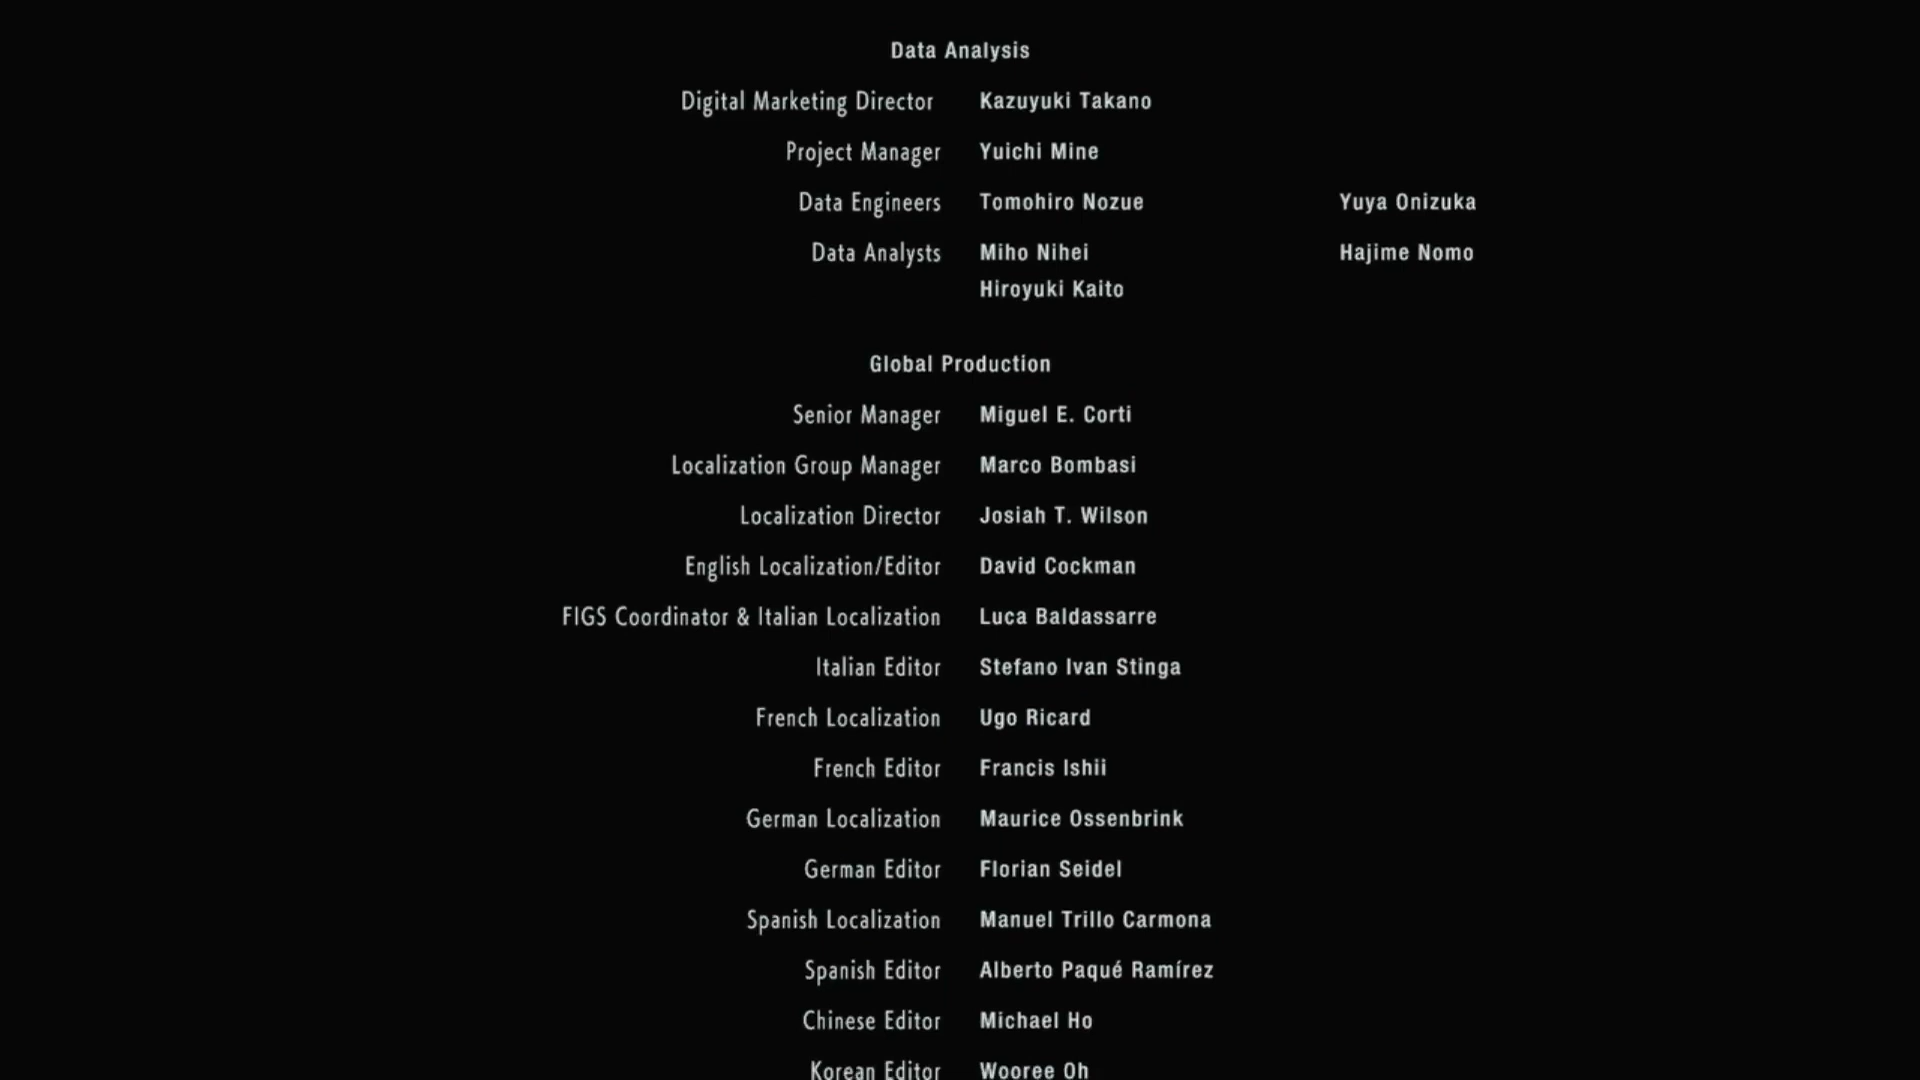 Data Analysis
Digital Marketing Director Kazuyuki Takano
Project Manager Yuichi Mine
Data Engineers Tomohiro Nozue Yuya Onizuka
Data Analysts Miho Nihei Hajime Nomo
Hiroyuki Kaito
Global Production
Senior Manager Miguel E. Corti
Localization Group Manager Marco Bombasi
Localization Director Josiah T. Wilson
English Localization/Editor David Cockman
FIGS Coordinator & Italian Localization Luca Baldassarre
Italian Editor Stefano Ivan Stinga
French Localization Ugo Ricard
French Editor Francis Ishii
German Localization Maurice Ossenbrink
German Editor Florian Seidel
Spanish Localization Manuel Trillo Carmona
Spanish Editor Alberto Paqué Ramírez
Chinese Editor Michael Ho
Korean Editor Wooree Oh